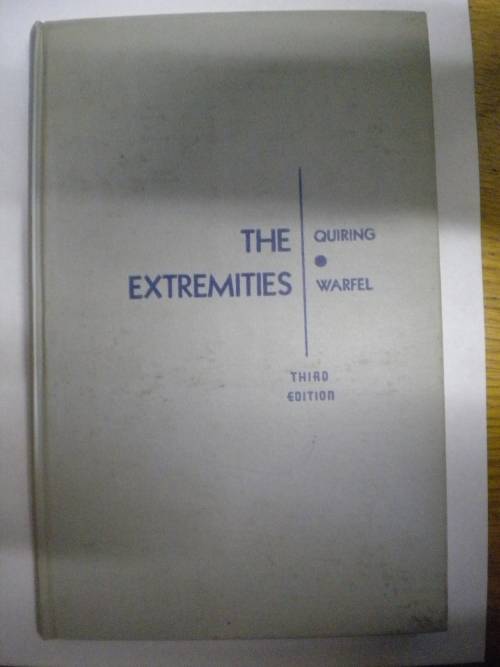 THE
EXTREMITIES
QUIRING
WARFEL
THIRD
EDITION